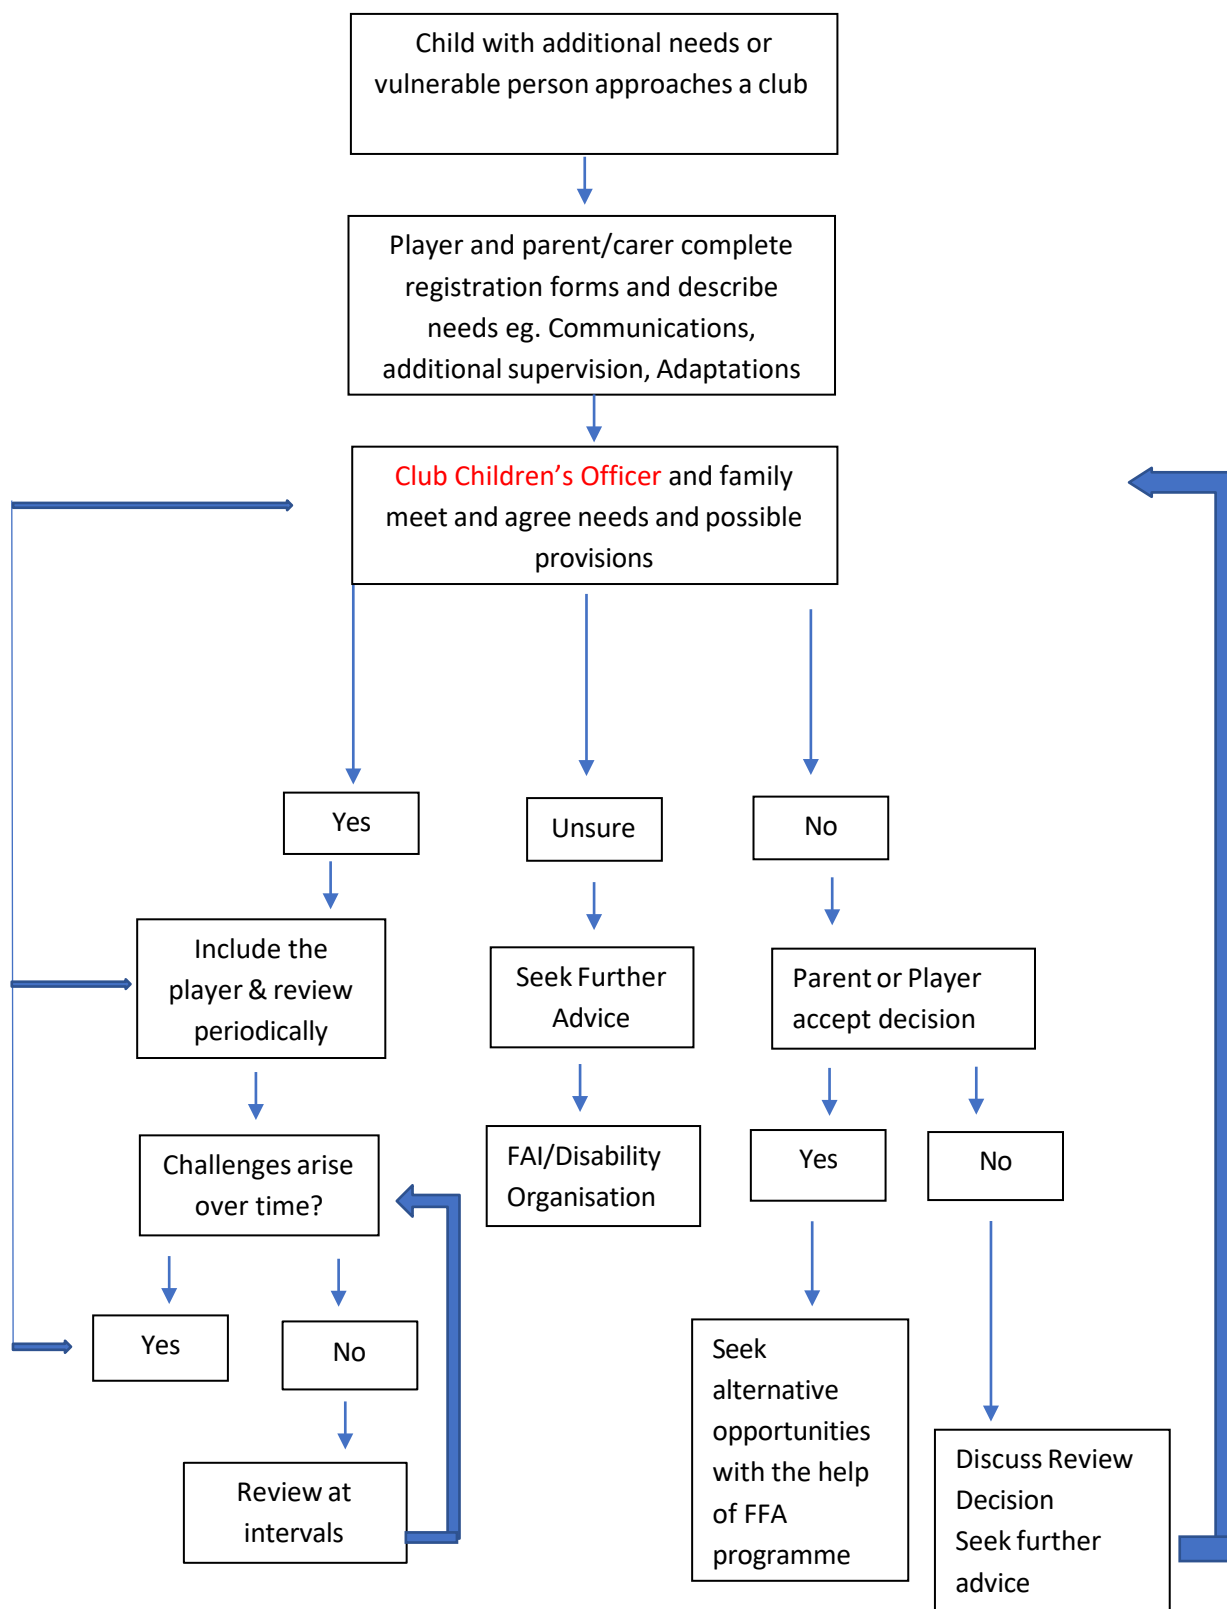 Child with additional needs or
vulnerable person approaches a club
Player and parent/carer complete
registration forms and describe
needs eg. Communications,
additional supervision, Adaptations
Club Children’s Officer and family
meet and agree needs and possible
provisions
Yes
Unsure
No
Include the
player & review
periodically
Seek Further
Advice
Parent or Player
accept decision
Challenges arise
over time?
FAI/Disability
Organisation
Yes
No
Yes
No
Seek
alternative
opportunities
with the help
of FFA
programme
Review at
intervals
Discuss Review
Decision
Seek further
advice